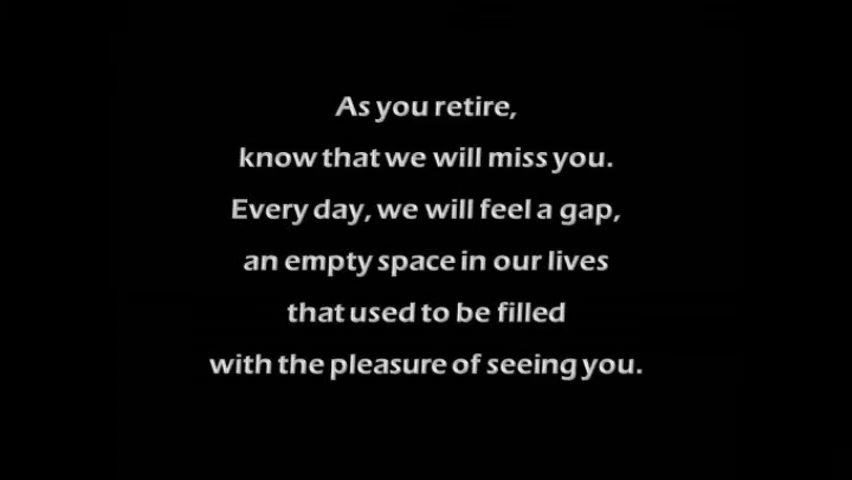 As you retire,
know that we will miss you.
Every day, we will feel a gap,
an empty space in our lives
that used to be filled
with the pleasure of seeing you.